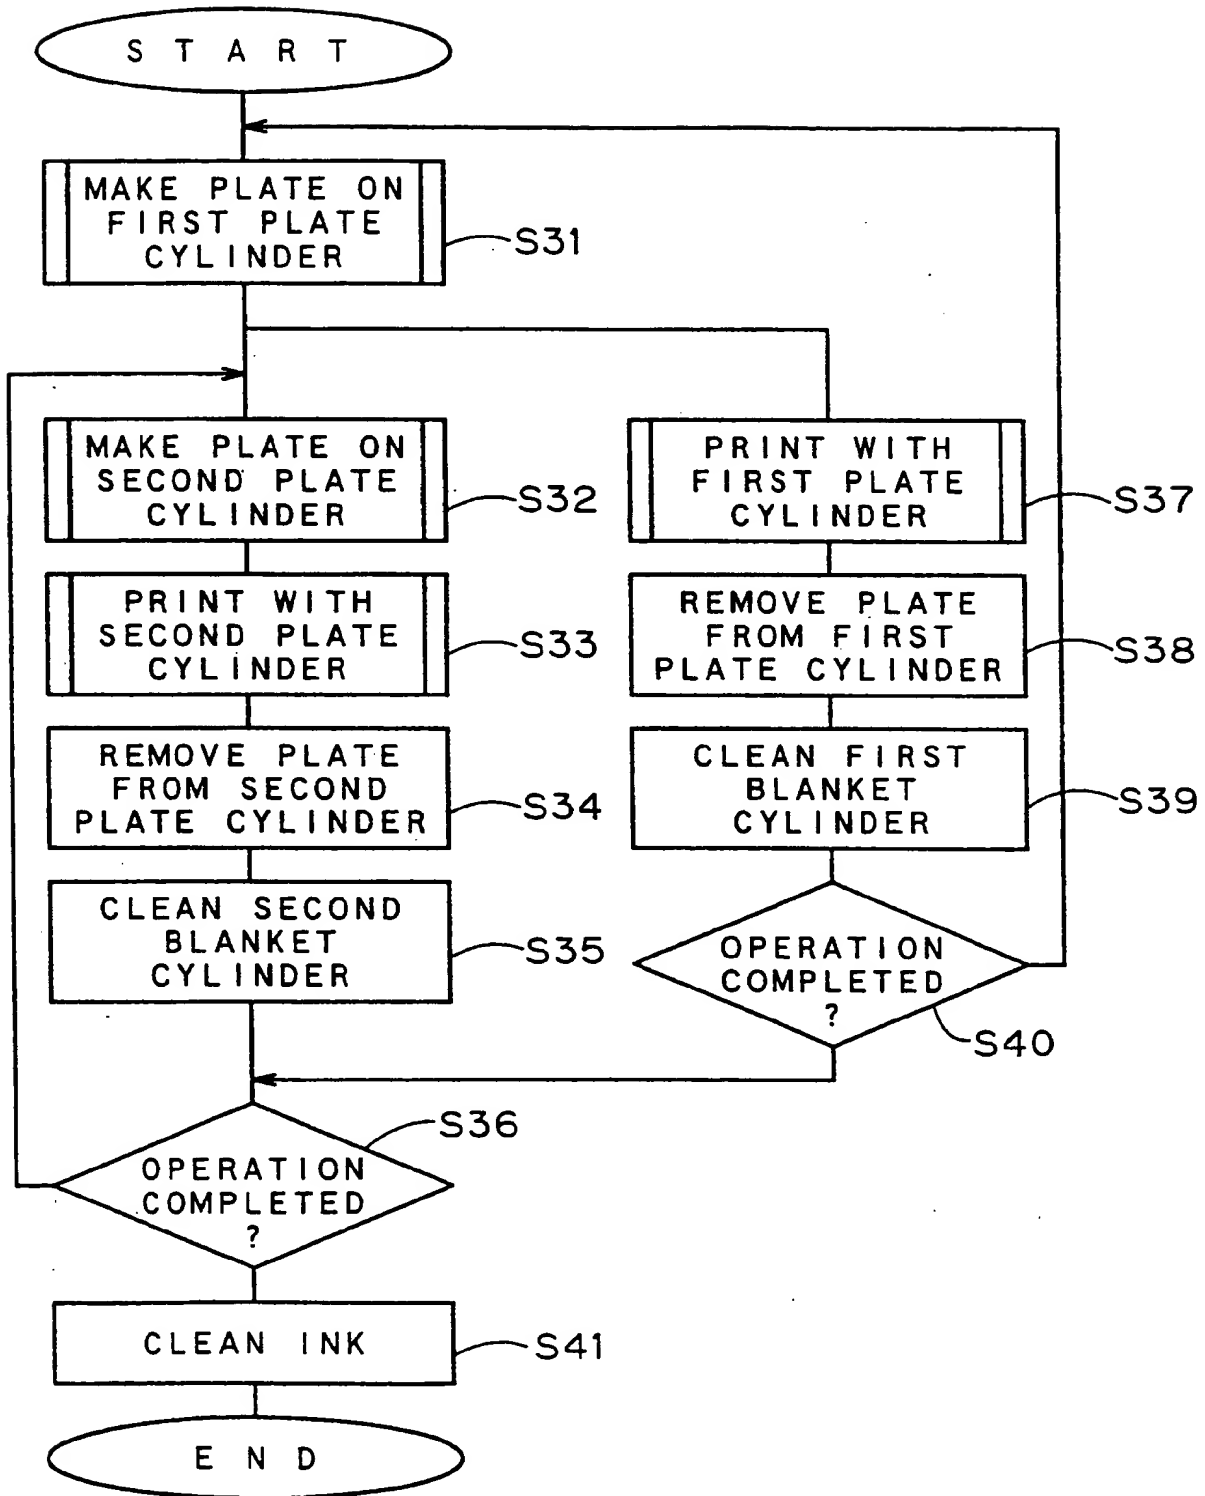 START
MAKE PLATE ON
FIRST PLATE
CYLINDER
S31
MAKE PLATE ON
SECOND PLATE
CYLINDER
S32
PRINT WITH
SECOND PLATE
CYLINDER
S33
REMOVE PLATE
FROM SECOND
PLATE CYLINDER
S34
CLEAN SECOND
BLANKET
CYLINDER
S35
PRINT WITH
FIRST PLATE
CYLINDER
S37
REMOVE PLATE
FROM FIRST
PLATE CYLINDER
S38
CLEAN FIRST
BLANKET
CYLINDER
S39
OPERATION
COMPLETED
?
S40
S36
OPERATION
COMPLETED
?
CLEAN INK
S41
END